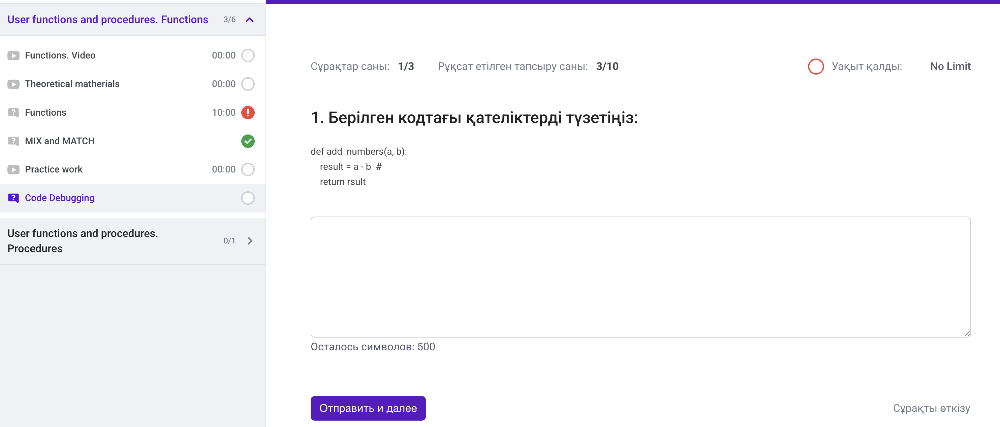 User functions and procedures. Functions 3/6
Functions. Video 00:00
Theoretical matherials 00:00
Functions 10:00
MIX and MATCH
Practice work 00:00
Code Debugging
User functions and procedures.
Procedures 0/1
Сұрақтар саны: 1/3 Рұқсат етілген тапсыру саны: 3/10 Уақыт қалды: No Limit
1. Берілген кодтағы қателіктерді түзетіңіз:
def add_numbers(a, b):
result = a - b #
return rsult
Осталось символов: 500
Отправить и далее Сұрақты өткізу